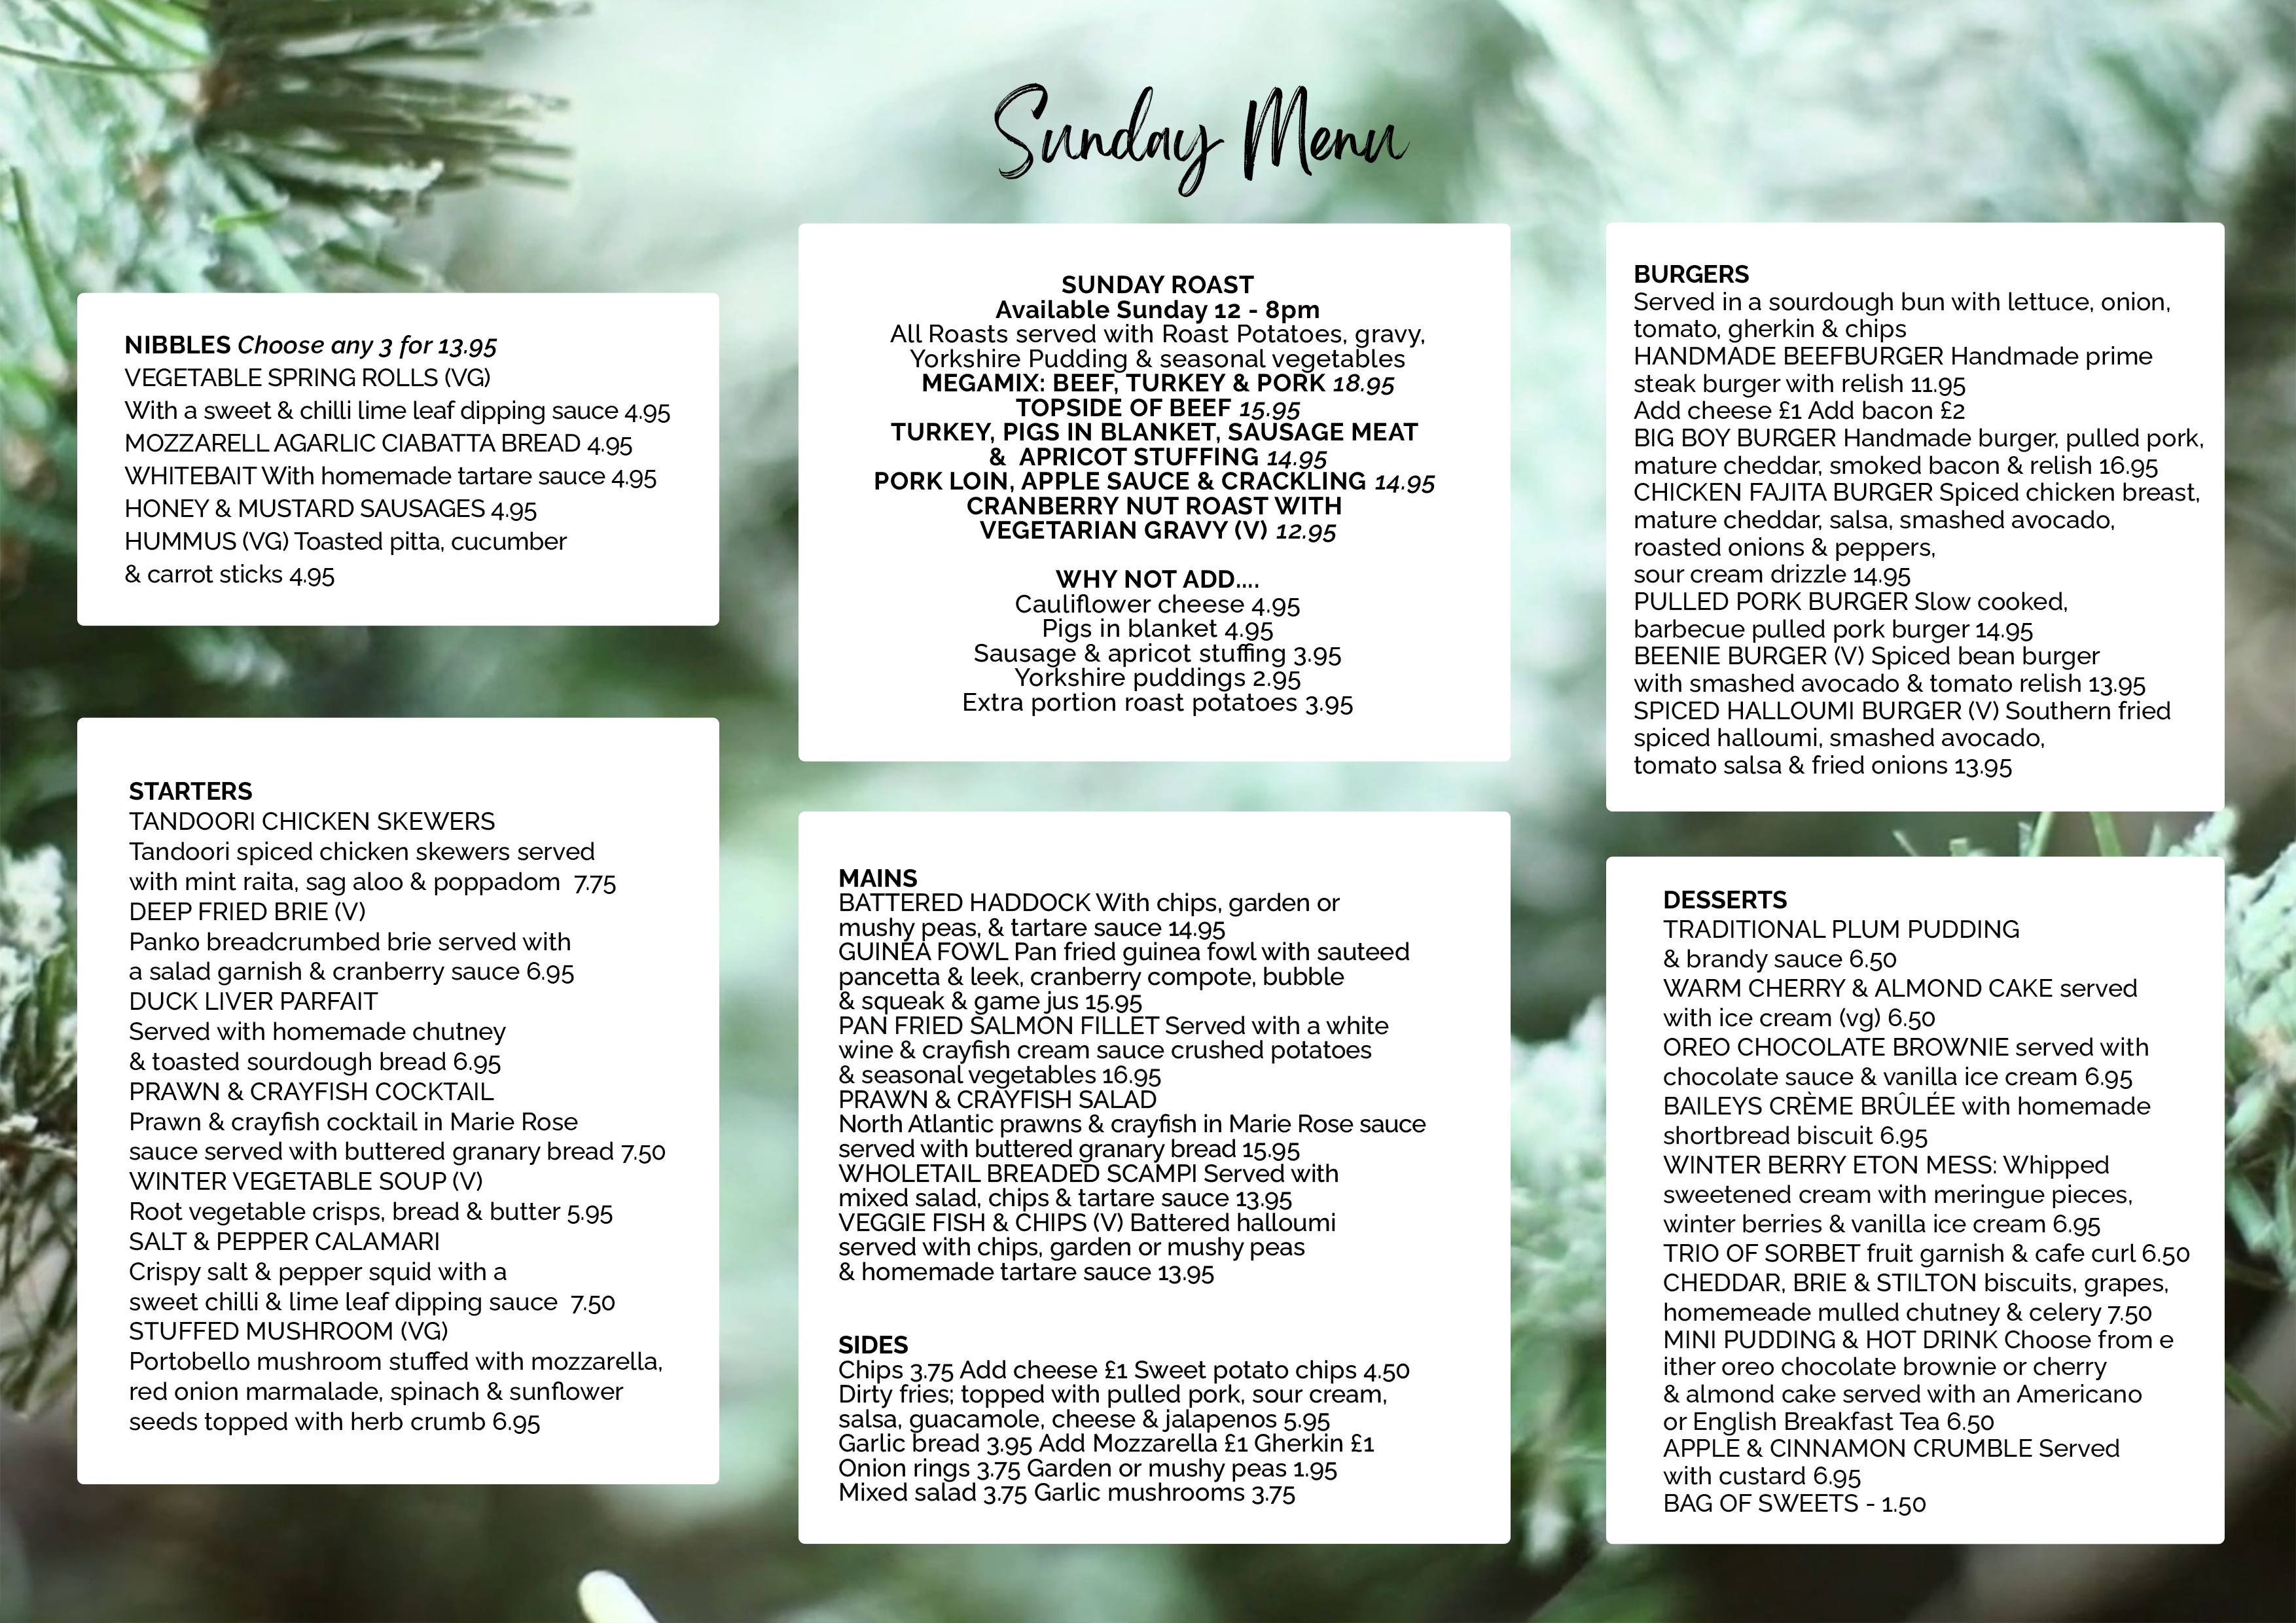 Sunday Menu
NIBBLES Choose any 3 for 13.95
VEGETABLE SPRING ROLLS (VG)
With a sweet & chilli lime leaf dipping sauce 4.95
MOZZARELL AGARLIC CIABATTA BREAD 4.95
WHITEBAIT With homemade tartare sauce 4.95
HONEY & MUSTARD SAUSAGES 4.95
HUMMUS (VG) Toasted pitta, cucumber
& carrot sticks 4.95
STARTERS
TANDOORI CHICKEN SKEWERS
Tandoori spiced chicken skewers served
with mint raita, sag aloo & poppadom 7.75
DEEP FRIED BRIE (V)
Panko breadcrumbed brie served with
a salad garnish & cranberry sauce 6.95
DUCK LIVER PARFAIT
Served with homemade chutney
& toasted sourdough bread 6.95
PRAWN & CRAYFISH COCKTAIL
Prawn & crayfish cocktail in Marie Rose
sauce served with buttered granary bread 7.50
WINTER VEGETABLE SOUP (V)
Root vegetable crisps, bread & butter 5.95
SALT & PEPPER CALAMARI
Crispy salt & pepper squid with a
sweet chilli & lime leaf dipping sauce 7.50
STUFFED MUSHROOM (VG)
Portobello mushroom stuffed with mozzarella,
red onion marmalade, spinach & sunflower
seeds topped with herb crumb 6.95
SUNDAY ROAST
Available Sunday 12 - 8pm
All Roasts served with Roast Potatoes, gravy,
Yorkshire Pudding & seasonal vegetables
MEGAMIX: BEEF, TURKEY & PORK 18.95
TOPSIDE OF BEEF 15.95
TURKEY, PIGS IN BLANKET, SAUSAGE MEAT
& APRICOT STUFFING 14.95
PORK LOIN, APPLE SAUCE & CRACKLING 14.95
CRANBERRY NUT ROAST WITH
VEGETARIAN GRAVY (V) 12.95
WHY NOT ADD....
Cauliflower cheese 4.95
Pigs in blanket 4.95
Sausage & apricot stuffing 3.95
Yorkshire puddings 2.95
Extra portion roast potatoes 3.95
MAINS
BATTERED HADDOCK With chips, garden or
mushy peas, & tartare sauce 14.95
GUINEA FOWL Pan fried guinea fowl with sauteed
pancetta & leek, cranberry compote, bubble
& squeak & game jus 15.95
PAN FRIED SALMON FILLET Served with a white
wine & crayfish cream sauce crushed potatoes
& seasonal vegetables 16.95
PRAWN & CRAYFISH SALAD
North Atlantic prawns & crayfish in Marie Rose sauce
served with buttered granary bread 15.95
WHOLETAIL BREADED SCAMPI Served with
mixed salad, chips & tartare sauce 13.95
VEGGIE FISH & CHIPS (V) Battered halloumi
served with chips, garden or mushy peas
& homemade tartare sauce 13.95
SIDES
Chips 3.75 Add cheese £1 Sweet potato chips 4.50
Dirty fries; topped with pulled pork, sour cream,
salsa, guacamole, cheese & jalapenos 5.95
Garlic bread 3.95 Add Mozzarella £1 Gherkin £1
Onion rings 3.75 Garden or mushy peas 1.95
Mixed salad 3.75 Garlic mushrooms 3.75
BURGERS
Served in a sourdough bun with lettuce, onion,
tomato, gherkin & chips
HANDMADE BEEFBURGER Handmade prime
steak burger with relish 11.95
Add cheese £1 Add bacon £2
BIG BOY BURGER Handmade burger, pulled pork,
mature cheddar, smoked bacon & relish 16.95
CHICKEN FAJITA BURGER Spiced chicken breast,
mature cheddar, salsa, smashed avocado,
roasted onions & peppers,
sour cream drizzle 14.95
PULLED PORK BURGER Slow cooked,
barbecue pulled pork burger 14.95
BEENIE BURGER (V) Spiced bean burger
with smashed avocado & tomato relish 13.95
SPICED HALLOUMI BURGER (V) Southern fried
spiced halloumi, smashed avocado,
tomato salsa & fried onions 13.95
DESSERTS
TRADITIONAL PLUM PUDDING
& brandy sauce 6.50
WARM CHERRY & ALMOND CAKE served
with ice cream (vg) 6.50
OREO CHOCOLATE BROWNIE served with
chocolate sauce & vanilla ice cream 6.95
BAILEYS CRÈME BRÛLÉE with homemade
shortbread biscuit 6.95
WINTER BERRY ETON MESS: Whipped
sweetened cream with meringue pieces,
winter berries & vanilla ice cream 6.95
TRIO OF SORBET fruit garnish & cafe curl 6.50
CHEDDAR, BRIE & STILTON biscuits, grapes,
homemeade mulled chutney & celery 7.50
MINI PUDDING & HOT DRINK Choose from e
ither oreo chocolate brownie or cherry
& almond cake served with an Americano
or English Breakfast Tea 6.50
APPLE & CINNAMON CRUMBLE Served
with custard 6.95
BAG OF SWEETS - 1.50